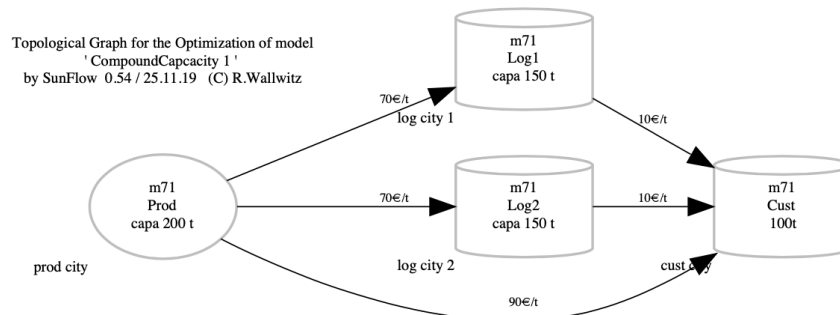 Topological Graph for the Optimization of model
' CompoundCapcacity 1 '
by SunFlow 0.54 / 25.11.19 (C) R.Wallwitz
m71
Log1
capa 150 t
log city 1
70€/t
10€/t
m71
Prod
capa 200 t
prod city
70€/t
m71
Log2
capa 150 t
log city 2
10€/t
m71
Cust
100t
cust city
90€/t